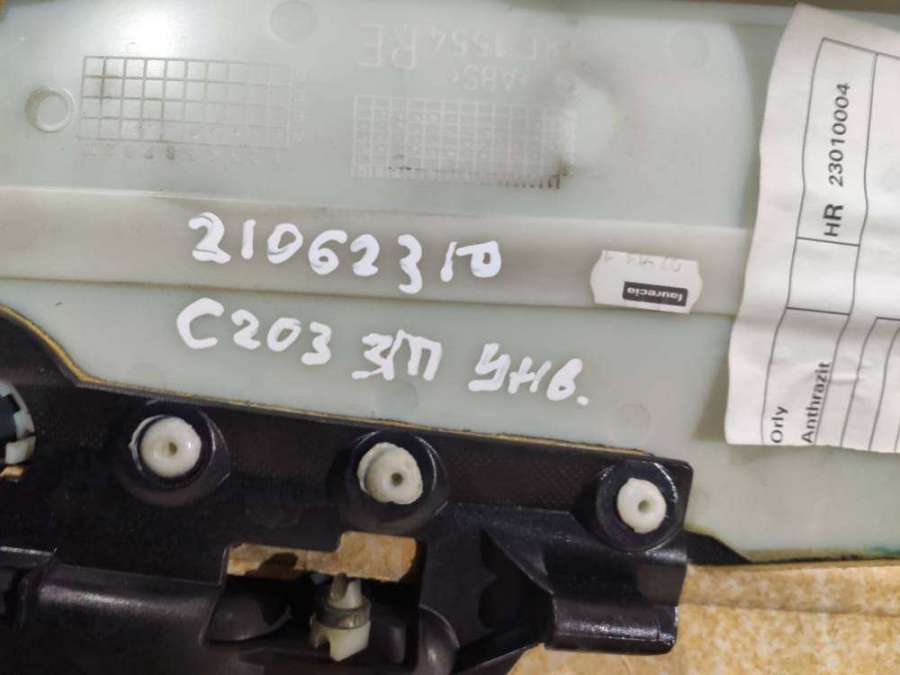 21062310
C203 ЗП УНВ.
faurecia
HR 23010004
Orly
Anthrazit